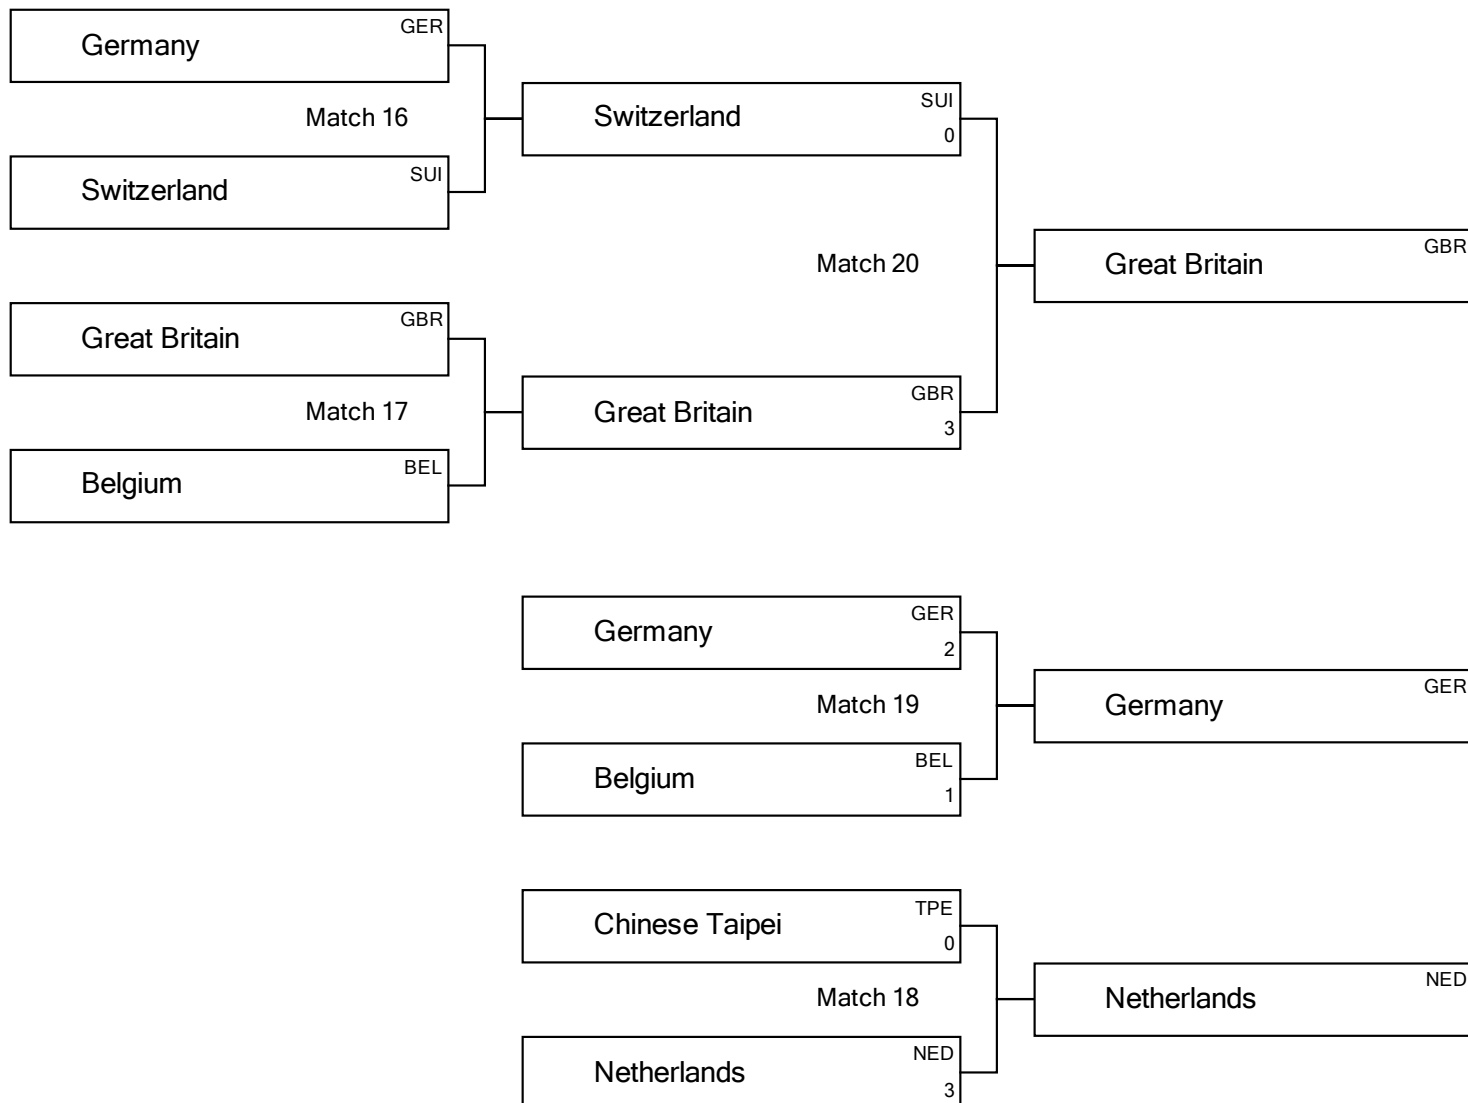 GER
Germany
Match 16
SUI
Switzerland
SUI
Switzerland
0
Match 20
GBR
Great Britain
GBR
Great Britain
Match 17
GBR
Great Britain
3
BEL
Belgium
GER
Germany
2
Match 19
GER
Germany
BEL
Belgium
1
TPE
Chinese Taipei
0
Match 18
NED
Netherlands
NED
Netherlands
3